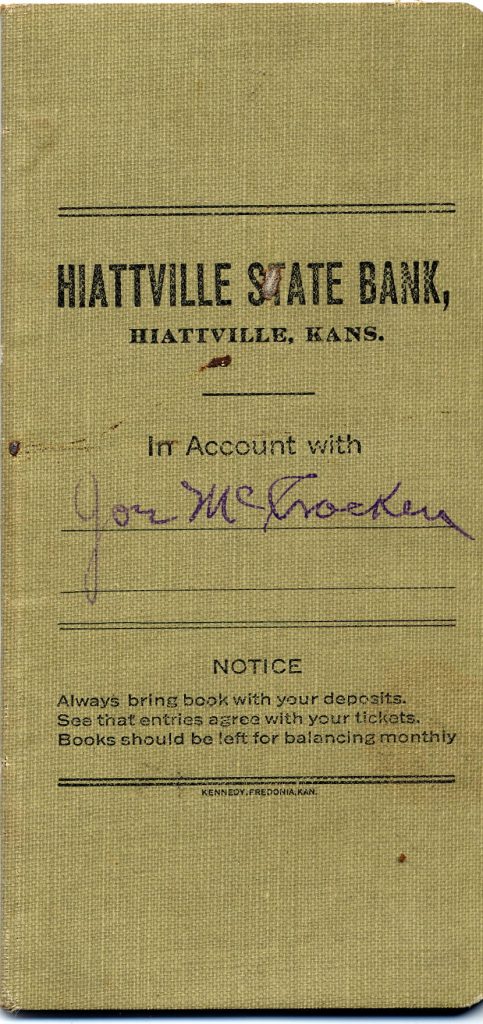 HIATTVILLE STATE BANK,
HIATTVILLE, KANS.
In Account with
Joe McCracken
NOTICE
Always bring book with your deposits.
See that entries agree with your tickets.
Books should be left for balancing monthly
KENNEDY, FREDONIA, KAN.